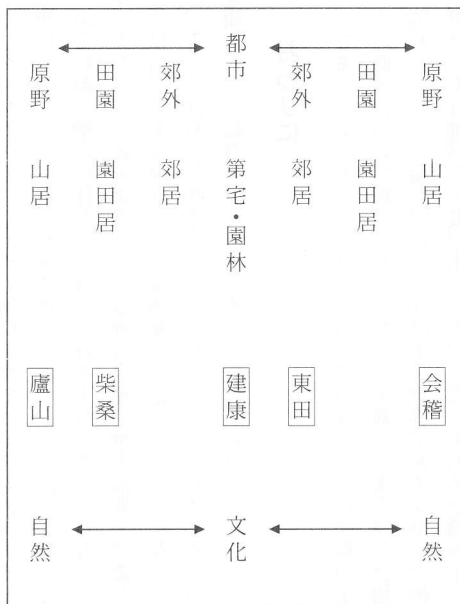 原野 山居 会稽 自然
田園 園田居
郊外 郊居 東田
都市 第宅・園林 建康 文化
郊外 郊居
田園 園田居 柴桑
原野 山居 廬山 自然